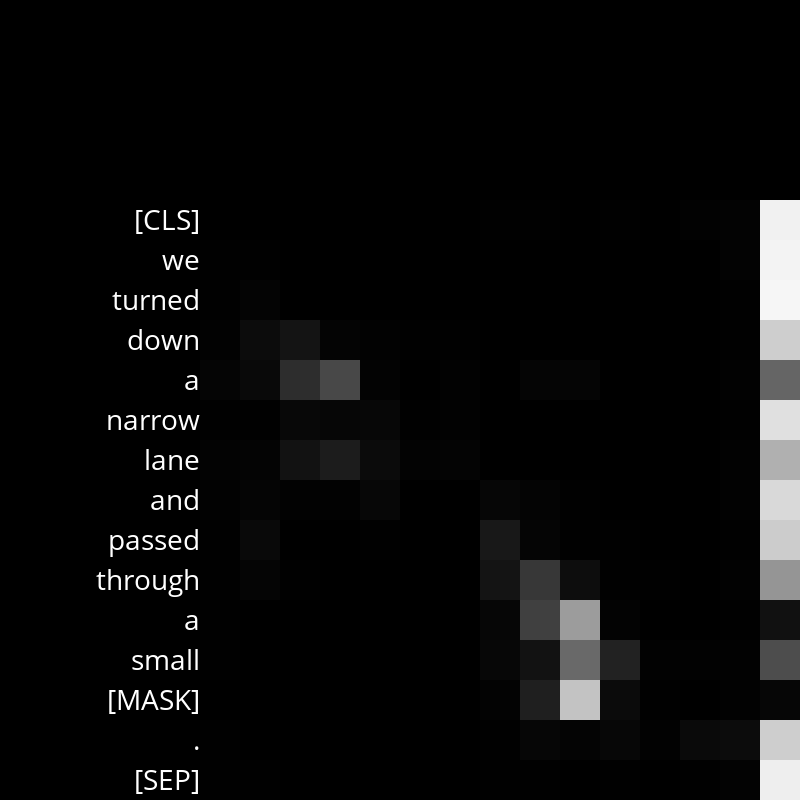 [CLS]
we
turned
down
a
narrow
lane
and
passed
through
a
small
[MASK]
.
[SEP]